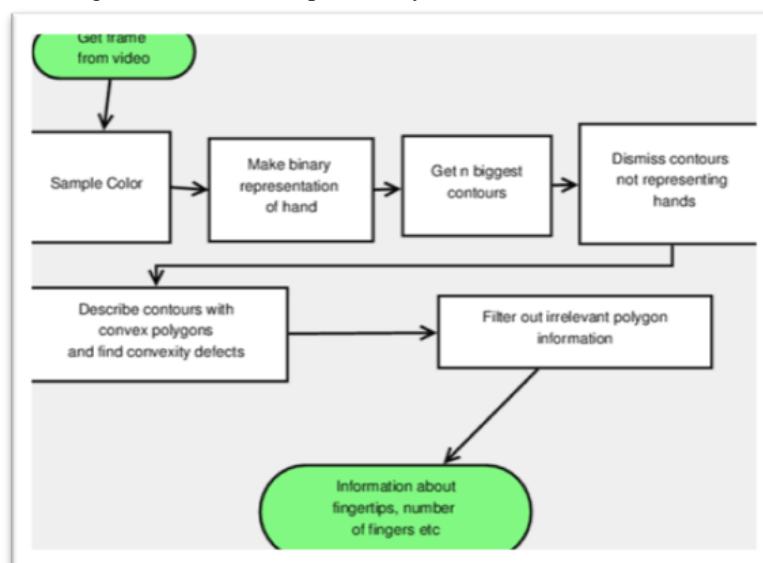 Get frame
from video
Sample Color
Make binary
representation
of hand
Get n biggest
contours
Dismiss contours
not representing
hands
Describe contours with
convex polygons
and find convexity defects
Filter out irrelevant polygon
information
Information about
fingertips, number
of fingers etc